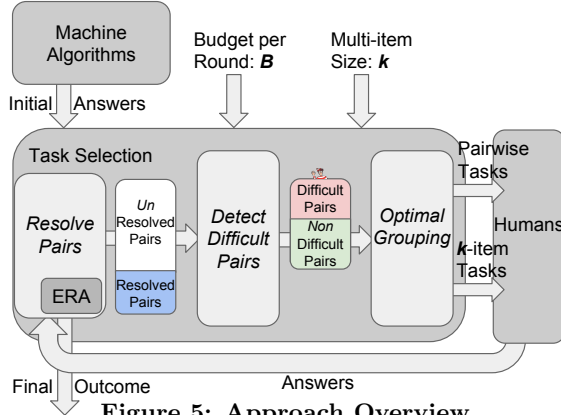 Machine
Algorithms
Budget per
Round: B
Multi-item
Size: k
Initial Answers
Task Selection
Pairwise
Tasks
Resolve
Pairs
ERA
Un
Resolved
Pairs
Resolved
Pairs
Detect
Difficult
Pairs
Difficult
Pairs
Non
Difficult
Pairs
Optimal
Grouping
Humans
k-item
Tasks
Answers
Final Outcome
Figure 5: Approach Overview